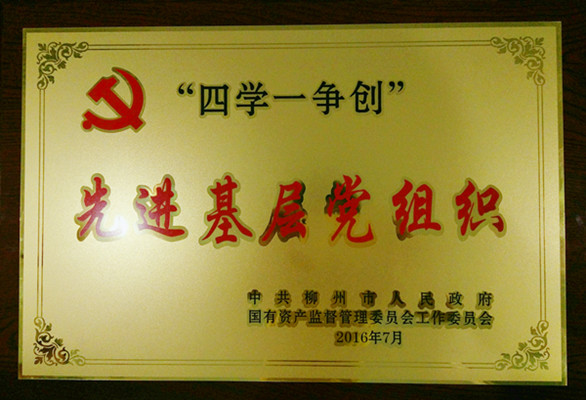 “四学一争创”
先进基层党组织
中共柳州市人民政府
国有资产监督管理委员会工作委员会
2016年7月